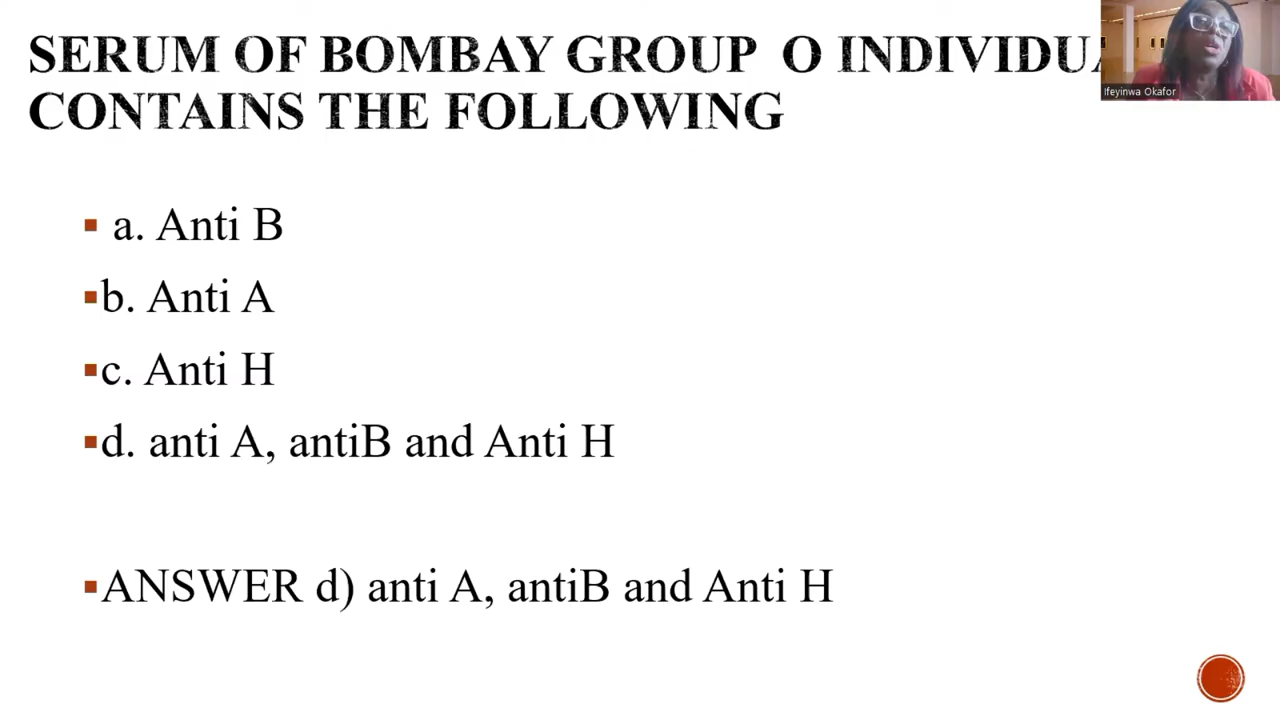 SERUM OF BOMBAY GROUP O INDIVIDUA
CONTAINS THE FOLLOWING
Ifeyinwa Okafor
a. Anti B
b. Anti A
c. Anti H
d. anti A, antiB and Anti H
ANSWER d) anti A, antiB and Anti H